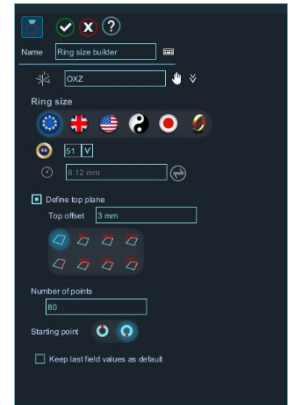 Name Ring size builder
OXZ
Ring size
51 V
8.12 mm
Define top plane
Top offset 3 mm
Number of points
80
Starting point
Keep last field values as default